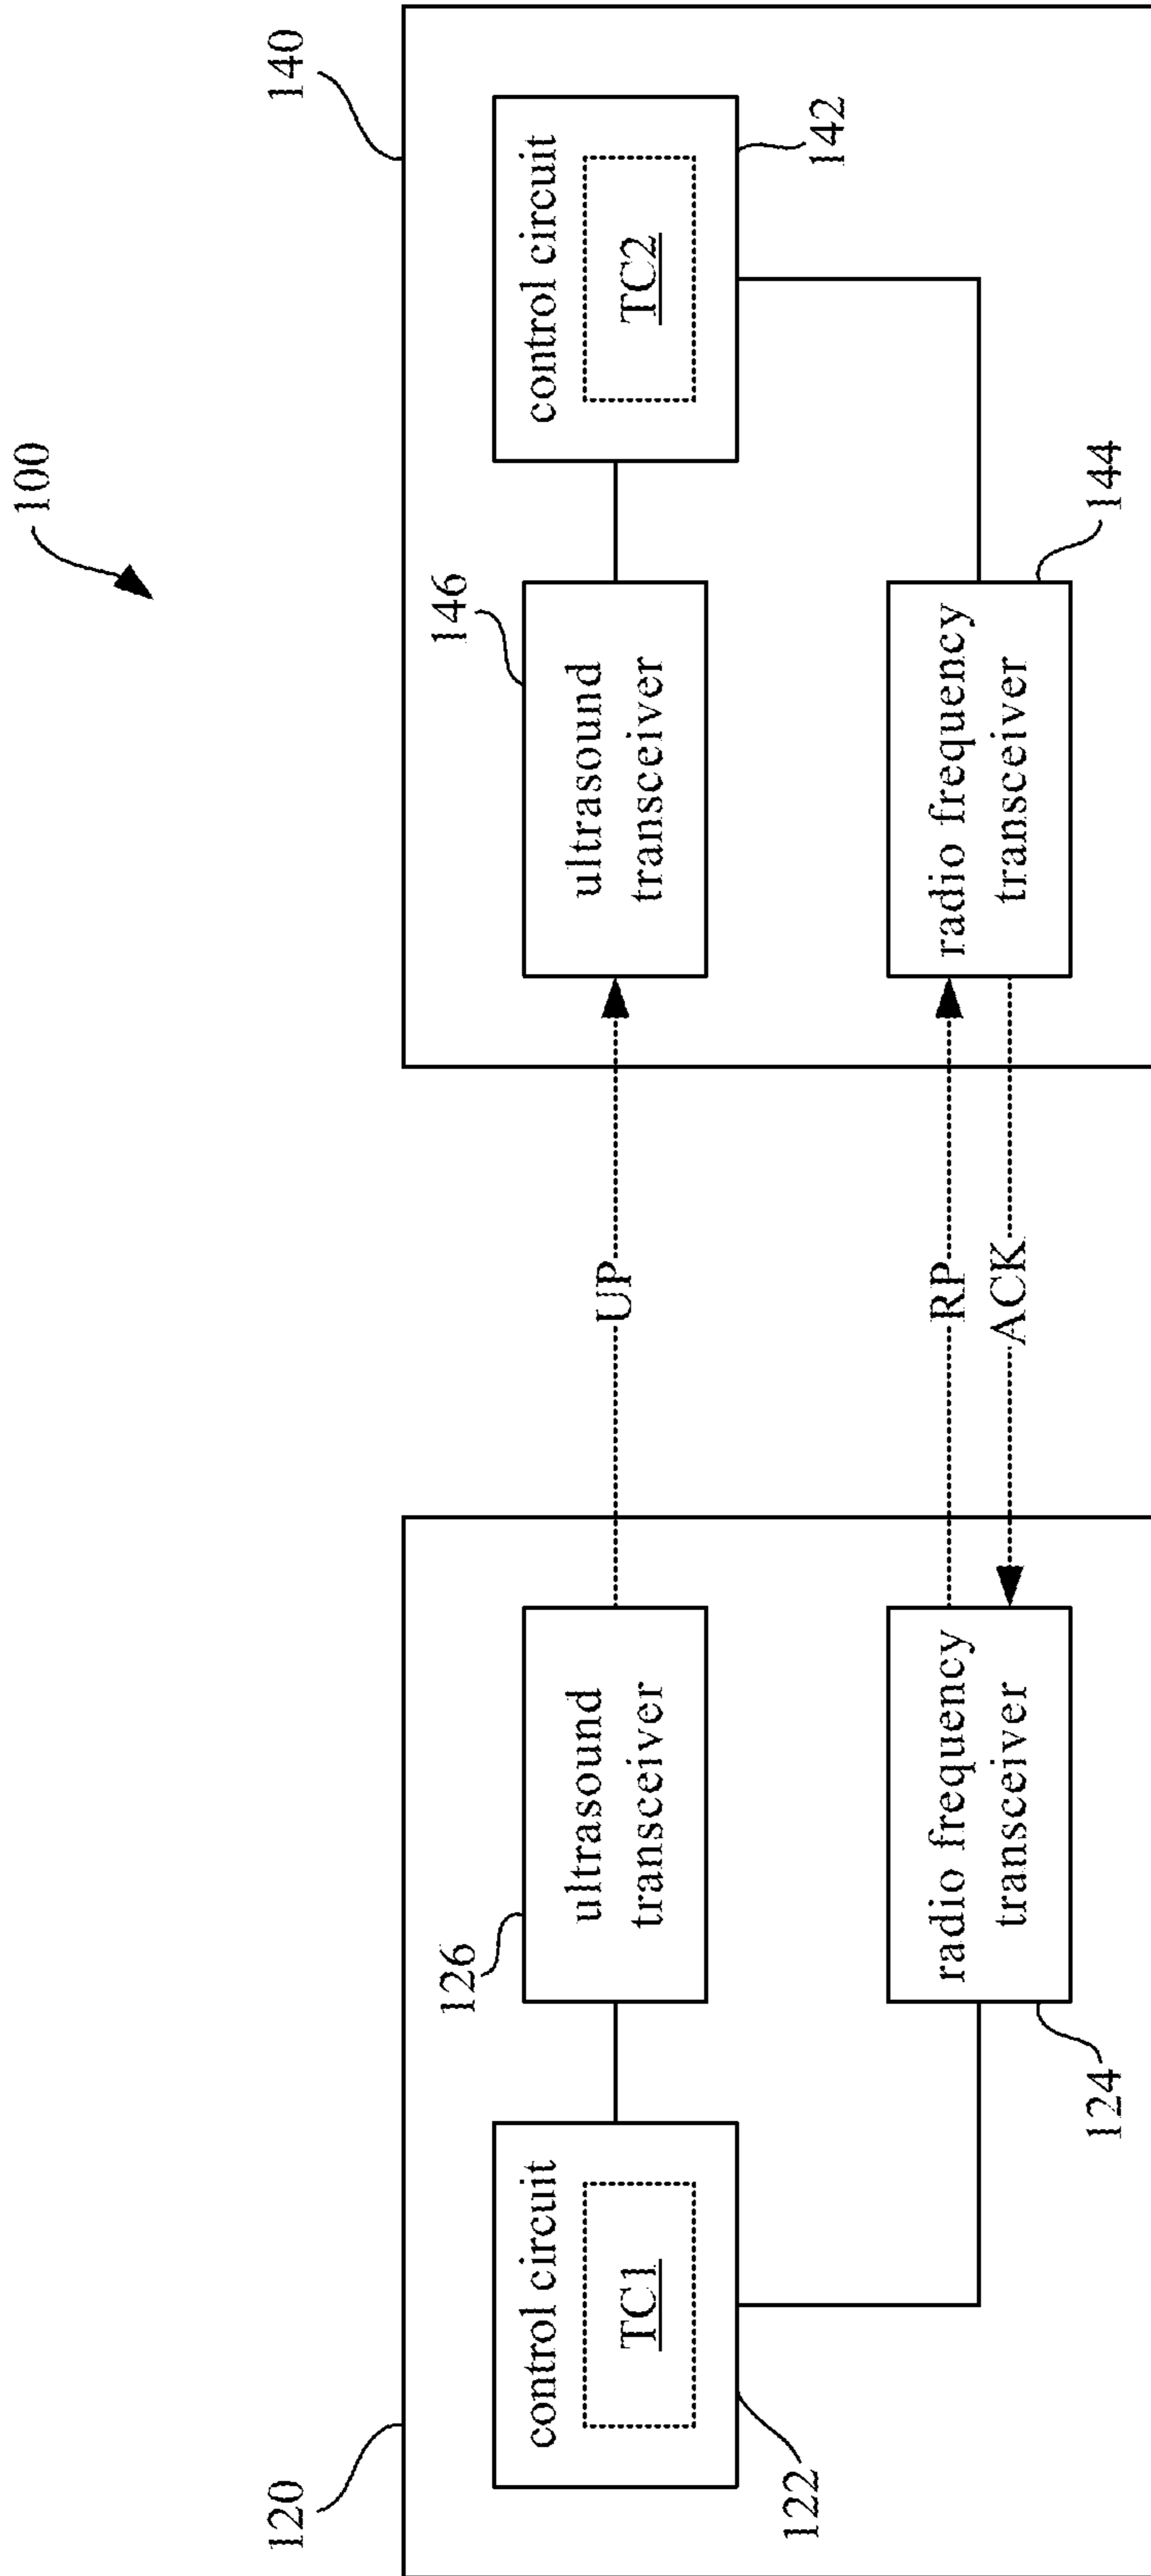 100
120
140
control circuit
TC1
122
126
ultrasound
transceiver
radio frequency
transceiver
124
UP
RP
ACK
146
ultrasound
transceiver
control circuit
TC2
142
radio frequency
transceiver
144